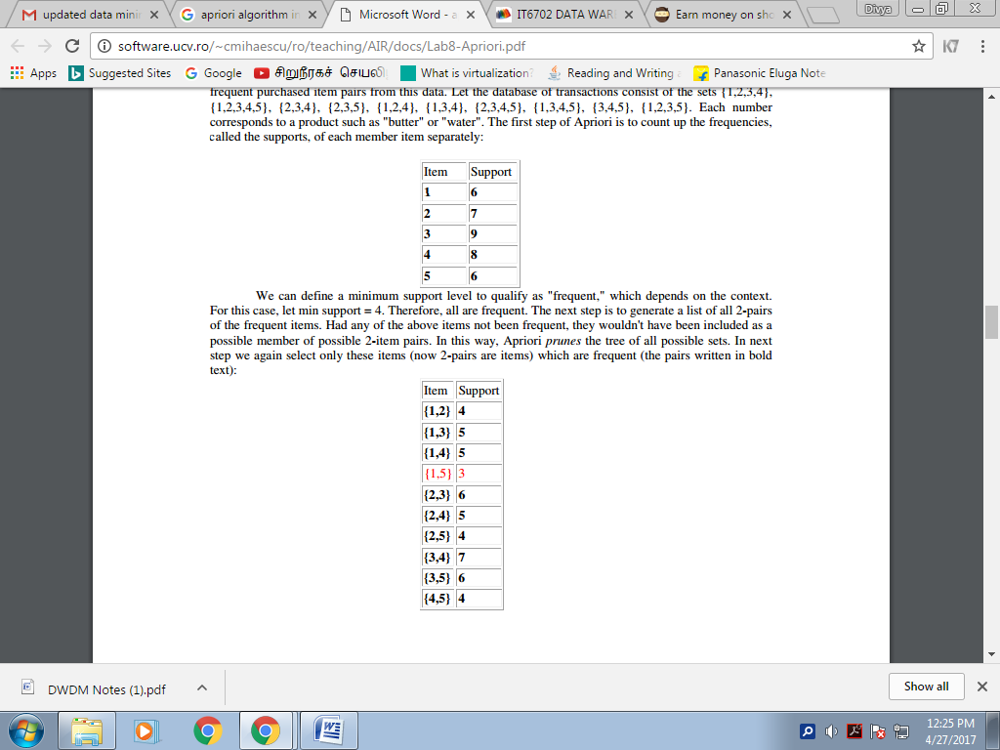 updated data mini
apriori algorithm in
Microsoft Word - a
IT6702 DATA WAR
Earn money on sho
Divya
software.ucv.ro/~cmihaescu/ro/teaching/AIR/docs/Lab8-Apriori.pdf
K7
Apps
Suggested Sites
Google
சிறுநீரகச் செயலி
What is virtualization?
Reading and Writing
Panasonic Eluga Note
frequent purchased item pairs from this data. Let the database of transactions consist of the sets {1,2,3,4},
{1,2,3,4,5}, {2,3,4}, {2,3,5}, {1,2,4}, {1,3,4}, {2,3,4,5}, {1,3,4,5}, {3,4,5}, {1,2,3,5}. Each number
corresponds to a product such as "butter" or "water". The first step of Apriori is to count up the frequencies,
called the supports, of each member item separately:
Item Support
1 6
2 7
3 9
4 8
5 6
We can define a minimum support level to qualify as "frequent," which depends on the context.
For this case, let min support = 4. Therefore, all are frequent. The next step is to generate a list of all 2-pairs
of the frequent items. Had any of the above items not been frequent, they wouldn't have been included as a
possible member of possible 2-item pairs. In this way, Apriori prunes the tree of all possible sets. In next
step we again select only these items (now 2-pairs are items) which are frequent (the pairs written in bold
text):
Item Support
{1,2} 4
{1,3} 5
{1,4} 5
{1,5} 3
{2,3} 6
{2,4} 5
{2,5} 4
{3,4} 7
{3,5} 6
{4,5} 4
DWDM Notes (1).pdf
Show all
12:25 PM
4/27/2017